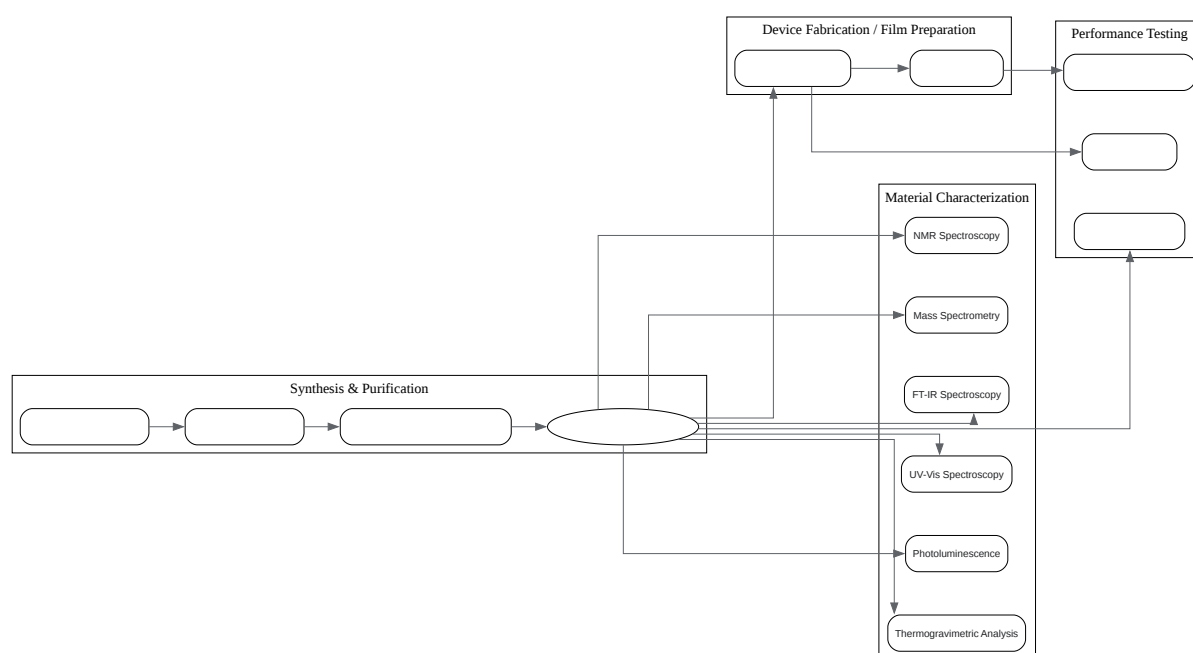 Device Fabrication / Film Preparation
Performance Testing
Material Characterization
NMR Spectroscopy
Mass Spectrometry
Synthesis & Purification
FT-IR Spectroscopy
UV-Vis Spectroscopy
Photoluminescence
Thermogravimetric Analysis